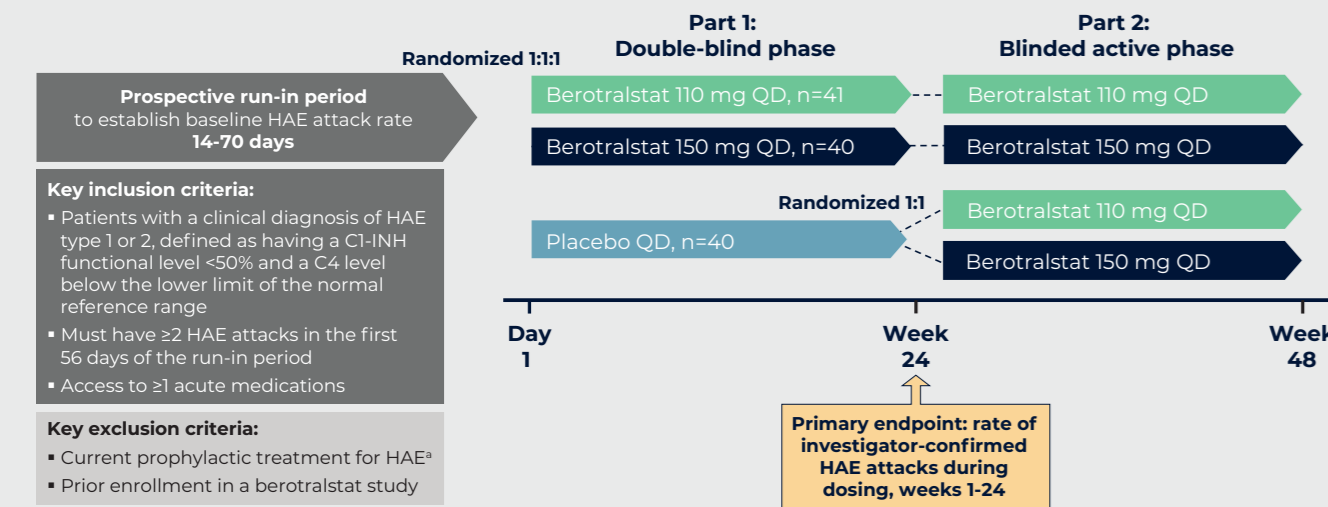 Part 1:
Double-blind phase
Part 2:
Blinded active phase
Randomized 1:1:1
Prospective run-in period
to establish baseline HAE attack rate
14-70 days
Berotralstat 110 mg QD, n=41
Berotralstat 110 mg QD
Berotralstat 150 mg QD, n=40
Berotralstat 150 mg QD
Key inclusion criteria:
▪ Patients with a clinical diagnosis of HAE
type 1 or 2, defined as having a C1-INH
functional level <50% and a C4 level
below the lower limit of the normal
reference range
▪ Must have ≥2 HAE attacks in the first
56 days of the run-in period
▪ Access to ≥1 acute medications
Randomized 1:1
Placebo QD, n=40
Berotralstat 110 mg QD
Berotralstat 150 mg QD
Day
1
Week
24
Week
48
Key exclusion criteria:
▪ Current prophylactic treatment for HAEᵃ
▪ Prior enrollment in a berotralstat study
Primary endpoint: rate of
investigator-confirmed
HAE attacks during
dosing, weeks 1-24